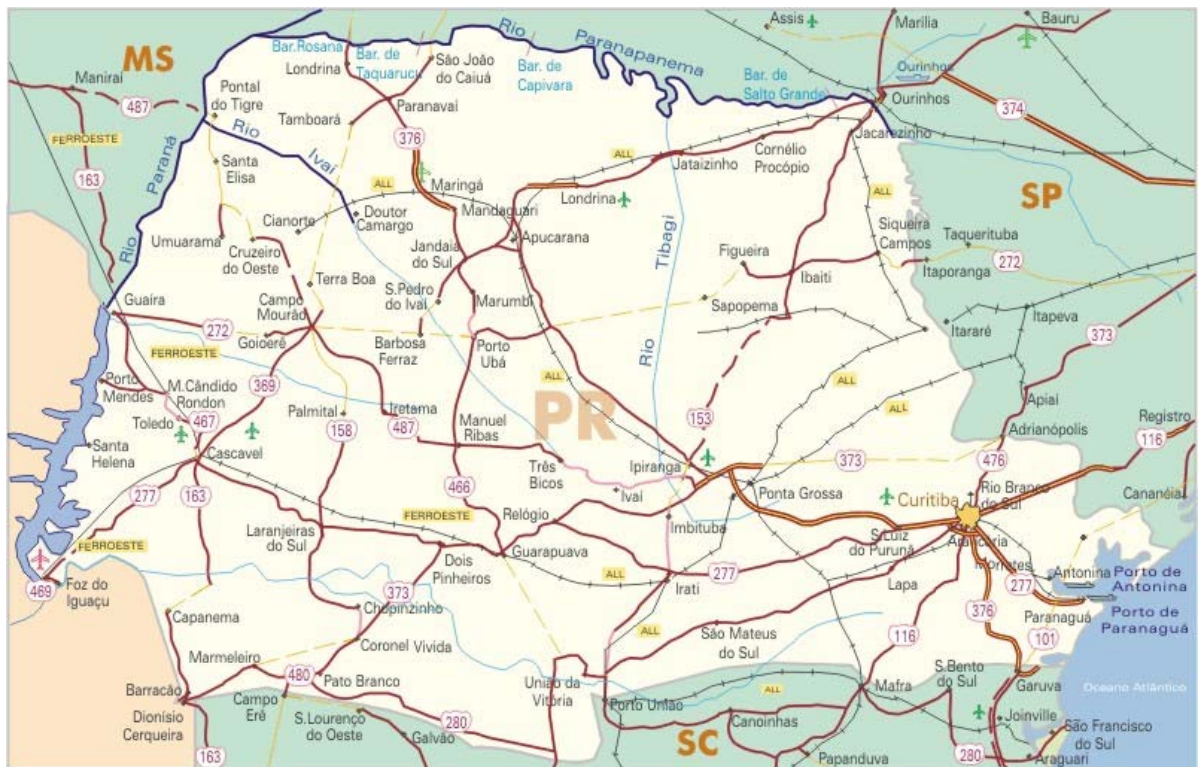 Assis
Marília
Bauru
Rio
Paranapanema
Bar.Rosana
Bar. de
Taquaruçu
São João
do Caiuá
Bar. de
Capivara
Bar. de
Salto Grande
Ourinhos
Ourinhos
374
MS
Manirai
487
Londrina
Paranavaí
Pontal
do Tigre
Tamboará
FERROESTE
163
Paraná
Rio
Rio
Ivaí
376
ALL
Jacarezinho
Cornélio
Procópio
Jataizinho
Santa
Elisa
ALL
Maringá
Londrina
ALL
SP
Mandaguari
Doutor
Camargo
Cianorte
Apucarana
Umuarama
Cruzeiro
do Oeste
Jandaia
do Sul
Tibagi
Rio
Figueira
Siqueira
Campos
Taquerituba
Itaporanga
272
Ibaiti
Terra Boa
S.Pedro
do Ivaí
Marumbi
Sapopema
Guaíra
Campo
Mourão
272
Goioerê
Barbosa
Ferraz
Porto
Ubá
Itararé
Itapeva
373
FERROESTE
Porto
Mendes
M.Cândido
Rondon
369
ALL
ALL
ALL
PR
Apiaí
467
Toledo
Palmital
158
Iretama
487
Manuel
Ribas
153
Registro
116
Adrianópolis
Santa
Helena
Cascavel
Três
Bicos
Ipiranga
373
476
277
163
466
Ivaí
Ponta Grossa
Curitiba
Rio Branco
do Sul
Cananéia
FERROESTE
Laranjeiras
do Sul
Relógio
Imbituba
S.Luiz
do Purunã
Araucária
FERROESTE
469
Foz do
Iguaçu
Guarapuava
Dois
Pinheiros
ALL
Irati
277
Lapa
Morretes
Antonina
277
Porto de
Antonina
373
Chopinzinho
Capanema
Coronel Vivida
ALL
São Mateus
do Sul
116
376
Paranaguá
Porto
de Paranaguá
101
Marmeleiro
480
Pato Branco
União da
Vitória
S.Bento
do Sul
Barracão
Campo
Erê
Porto União
ALL
Mafra
Garuva
Oceano Atlântico
Dionísio
Cerqueira
S.Lourenço
do Oeste
280
Galvão
Canoinhas
Joinville
São Francisco
do Sul
163
SC
Papanduva
280
Araguari